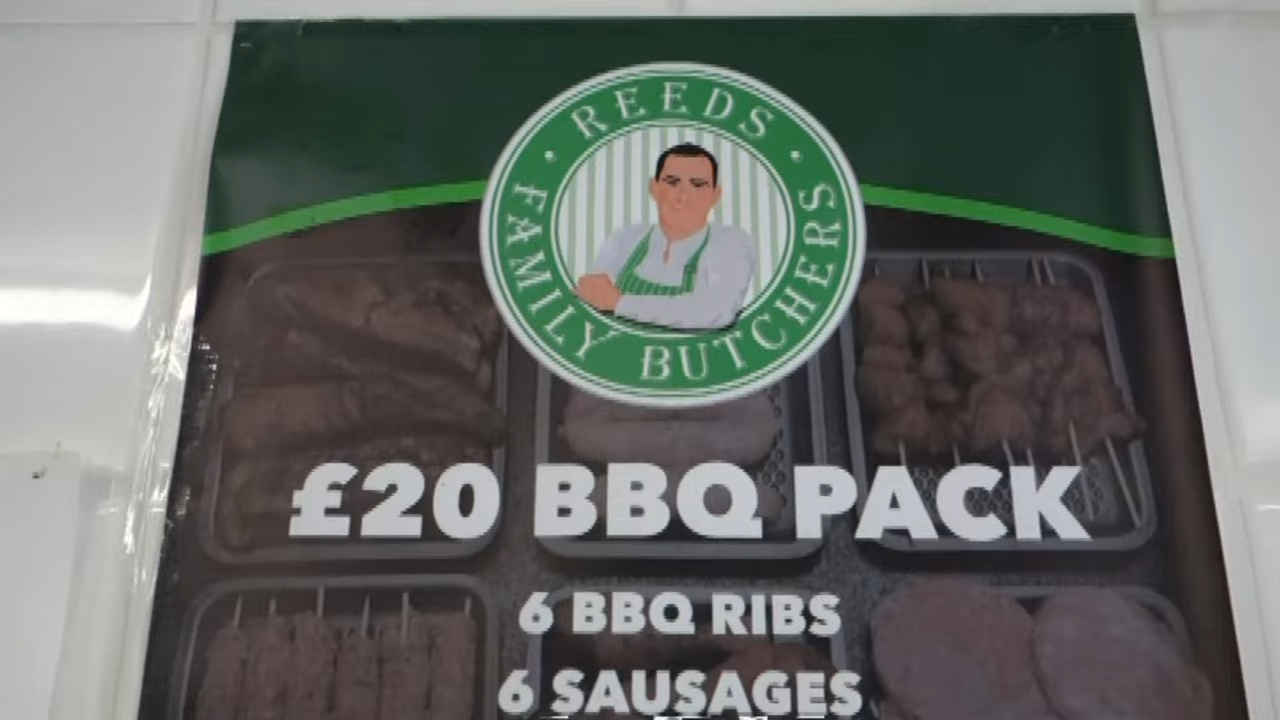 REEDS
FAMILY BUTCHERS
£20 BBQ PACK
6 BBQ RIBS
6 SAUSAGES